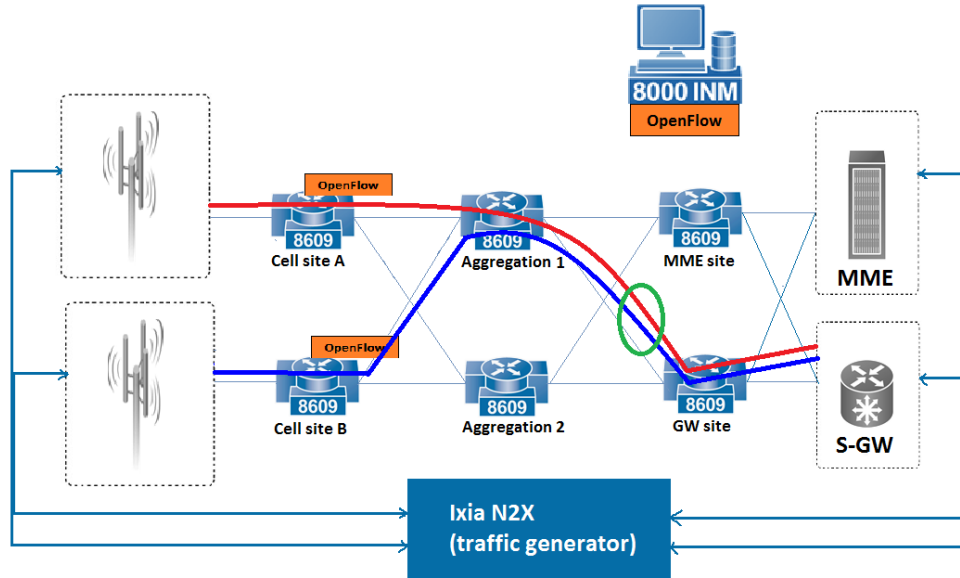 8000 INM
OpenFlow
OpenFlow
8609
Cell site A
8609
Aggregation 1
8609
MME site
MME
OpenFlow
8609
Cell site B
8609
Aggregation 2
8609
GW site
S-GW
Ixia N2X
(traffic generator)